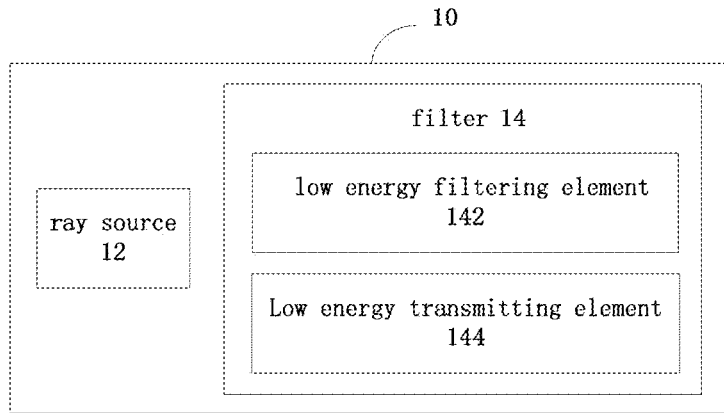 10
filter 14
low energy filtering element
142
ray source
12
Low energy transmitting element
144